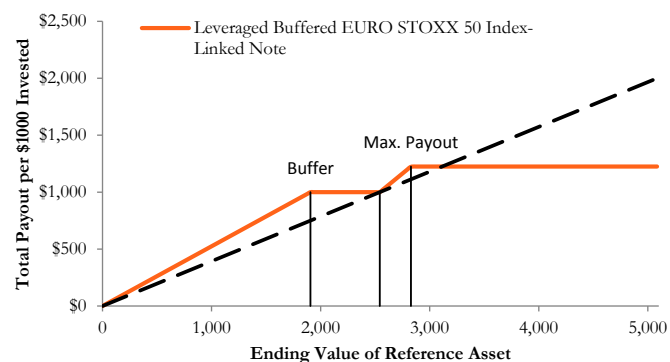 $2,500
Leveraged Buffered EURO STOXX 50 Index-
Linked Note
$2,000
$1,500
Max. Payout
Buffer
$1,000
$500
$0
Total Payout per $1000 Invested
0
1,000
2,000
3,000
4,000
5,000
Ending Value of Reference Asset